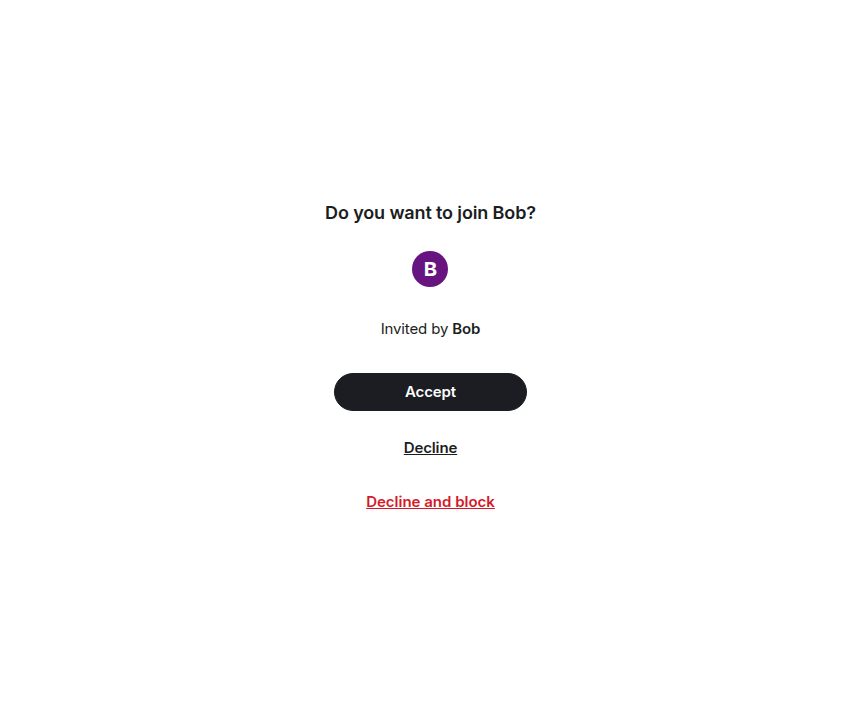 Do you want to join Bob?
B
Invited by Bob
Accept
Decline
Decline and block